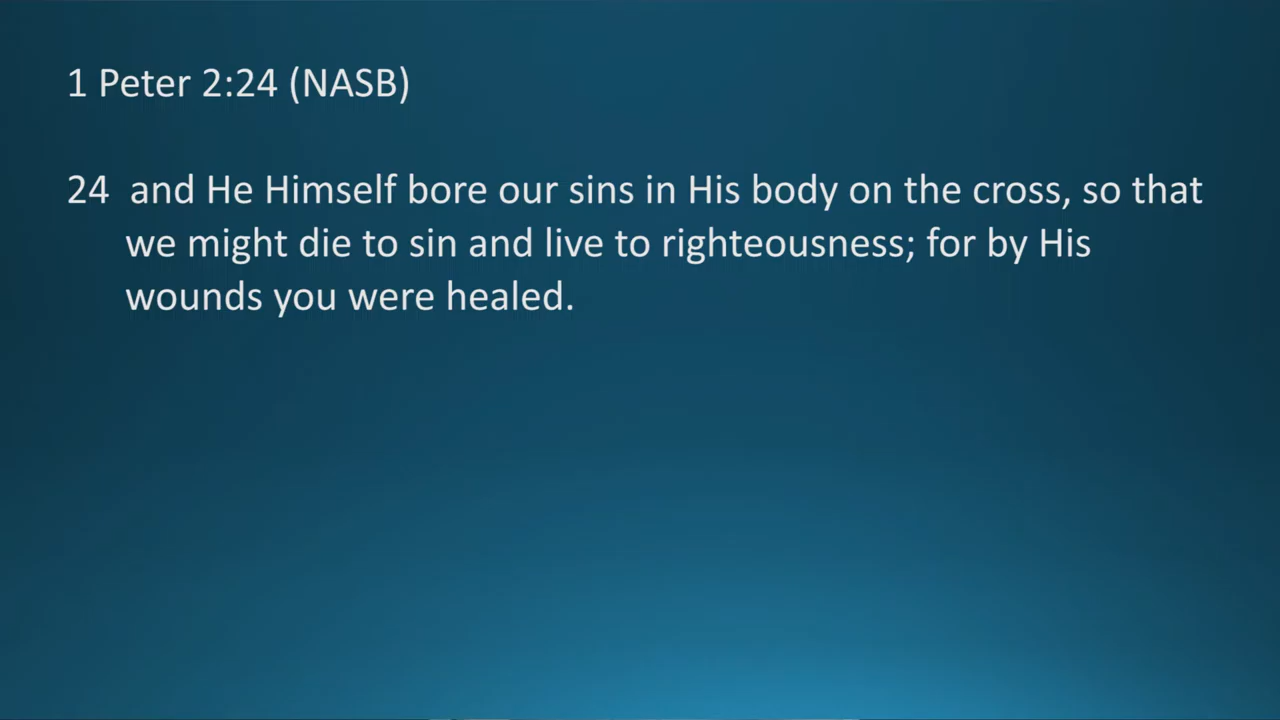 1 Peter 2:24 (NASB)
24 and He Himself bore our sins in His body on the cross, so that
we might die to sin and live to righteousness; for by His
wounds you were healed.